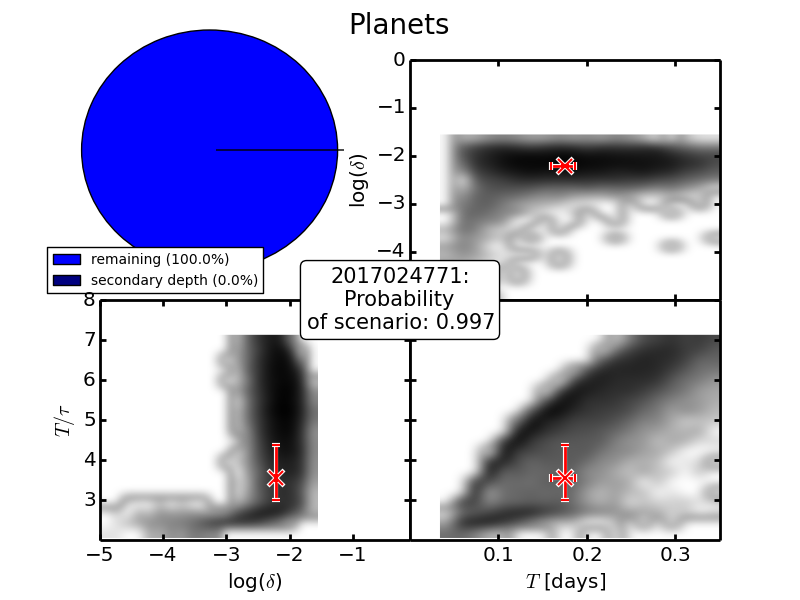 Planets
remaining (100.0%)
secondary depth (0.0%)
0
−1
−2
−3
−4
log(δ)
2017024771:
Probability
of scenario: 0.997
8
7
6
5
4
3
T/τ
−5
−4
−3
−2
−1
log(δ)
0.1
0.2
0.3
T [days]